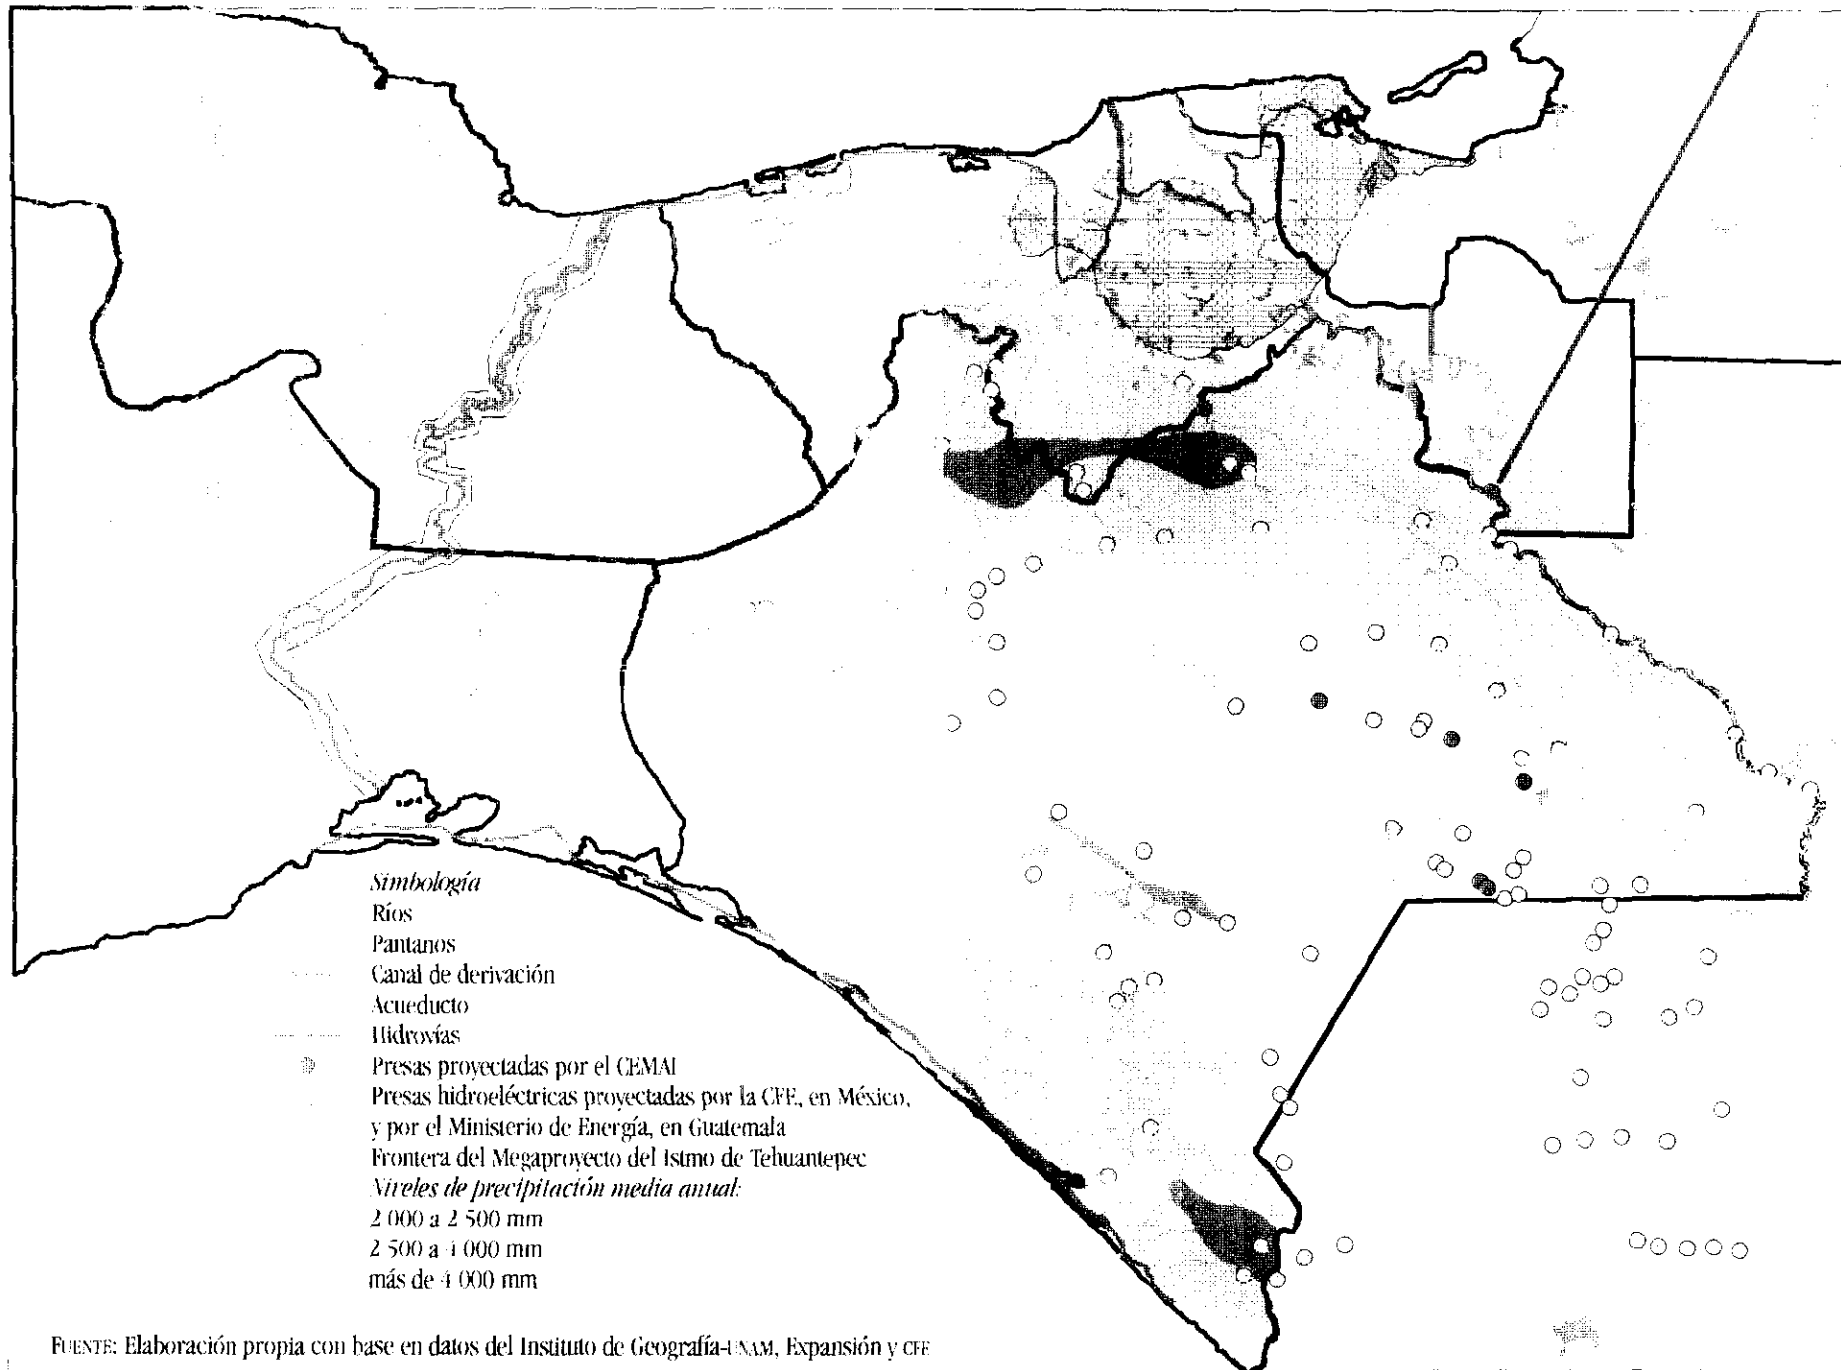 Simbología
Ríos
Pantanos
Canal de derivación
Acueducto
Hidrovías
Presas proyectadas por el CEMAI
Presas hidroeléctricas proyectadas por la CFE, en México,
y por el Ministerio de Energía, en Guatemala
Frontera del Megaproyecto del Istmo de Tehuantepec
Niveles de precipitación media anual:
2 000 a 2 500 mm
2 500 a 4 000 mm
más de 4 000 mm
FUENTE: Elaboración propia con base en datos del Instituto de Geografía-UNAM, Expansión y CFE